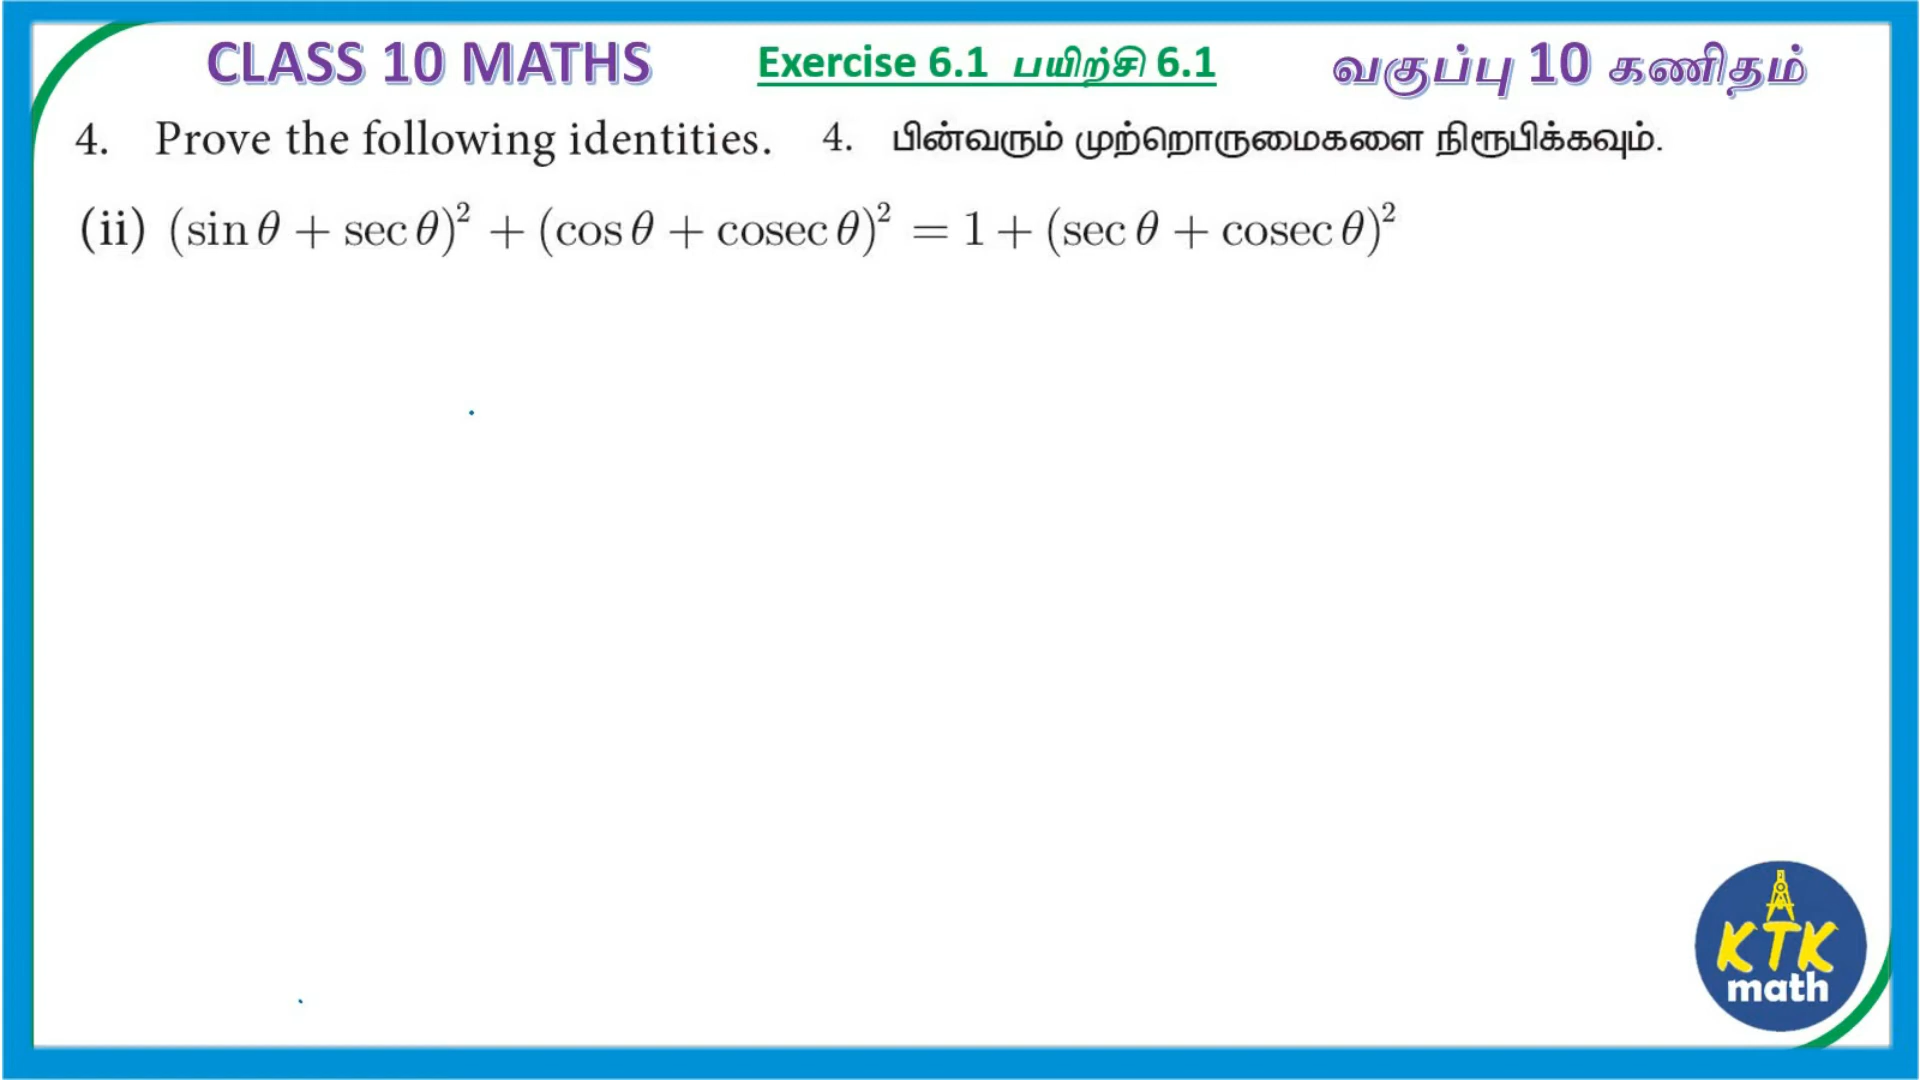 CLASS 10 MATHS Exercise 6.1 பயிற்சி 6.1 வகுப்பு 10 கணிதம்
4. Prove the following identities. 4. பின்வரும் முற்றொருமைகளை நிரூபிக்கவும்.
(ii) (sin θ + sec θ)² + (cos θ + cosec θ)² = 1 + (sec θ + cosec θ)²
KTK
math